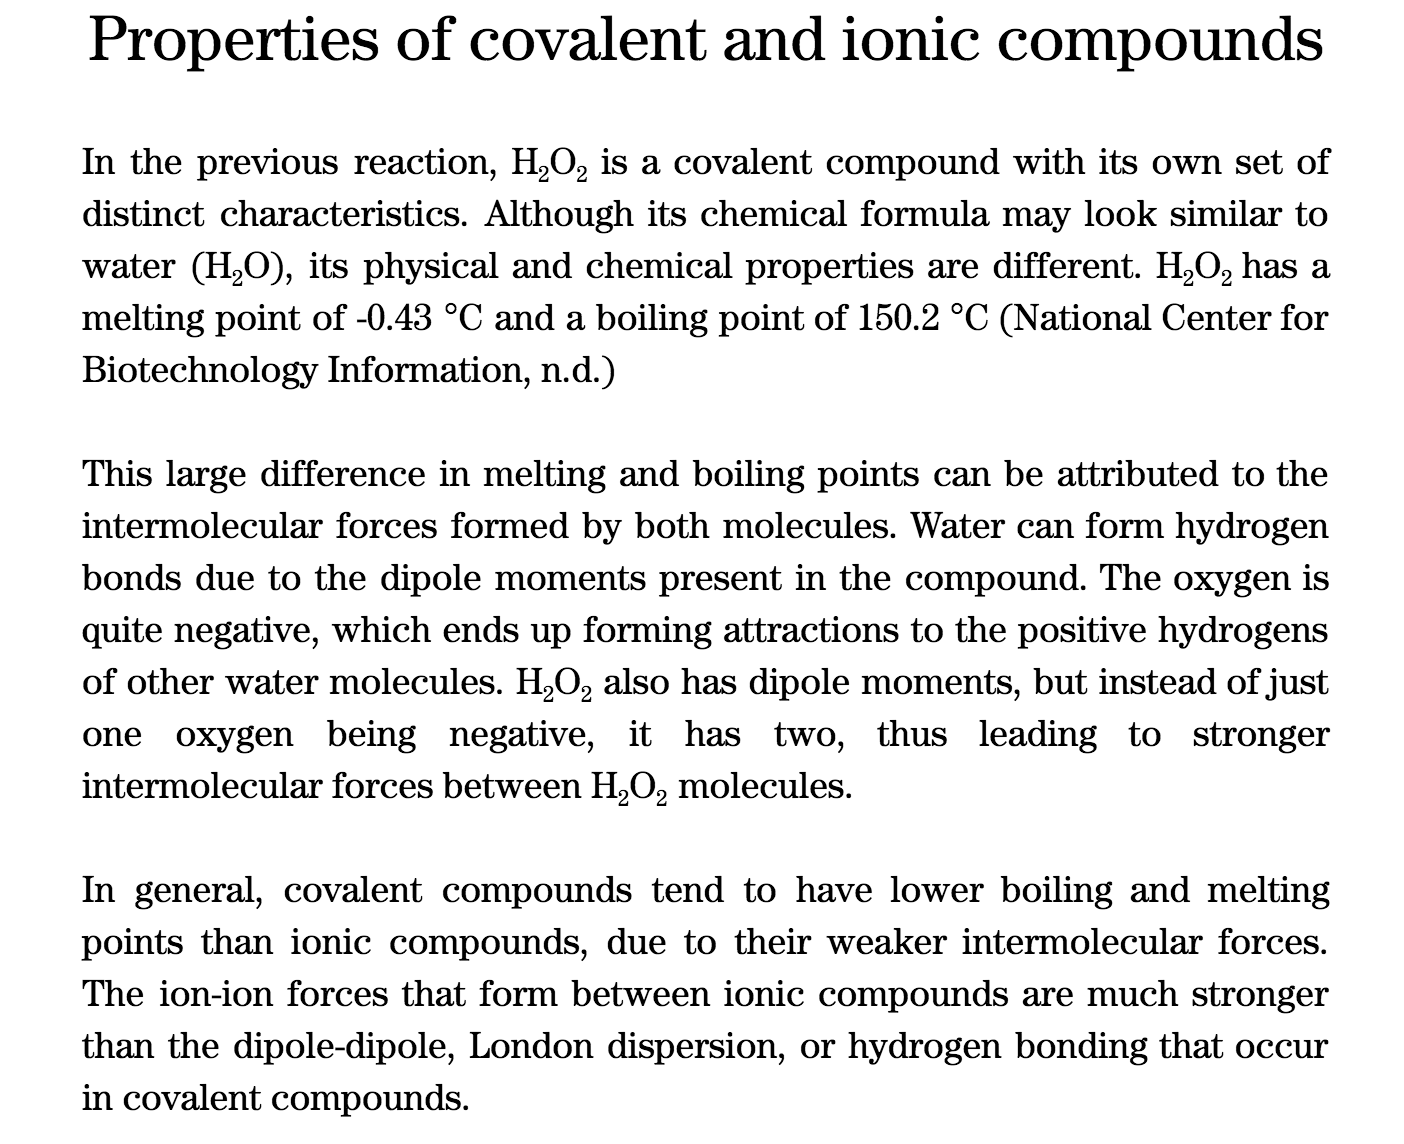 Properties of covalent and ionic compounds
In the previous reaction, H₂O₂ is a covalent compound with its own set of
distinct characteristics. Although its chemical formula may look similar to
water (H₂O), its physical and chemical properties are different. H₂O₂ has a
melting point of -0.43 °C and a boiling point of 150.2 °C (National Center for
Biotechnology Information, n.d.)
This large difference in melting and boiling points can be attributed to the
intermolecular forces formed by both molecules. Water can form hydrogen
bonds due to the dipole moments present in the compound. The oxygen is
quite negative, which ends up forming attractions to the positive hydrogens
of other water molecules. H₂O₂ also has dipole moments, but instead of just
one oxygen being negative, it has two, thus leading to stronger
intermolecular forces between H₂O₂ molecules.
In general, covalent compounds tend to have lower boiling and melting
points than ionic compounds, due to their weaker intermolecular forces.
The ion-ion forces that form between ionic compounds are much stronger
than the dipole-dipole, London dispersion, or hydrogen bonding that occur
in covalent compounds.